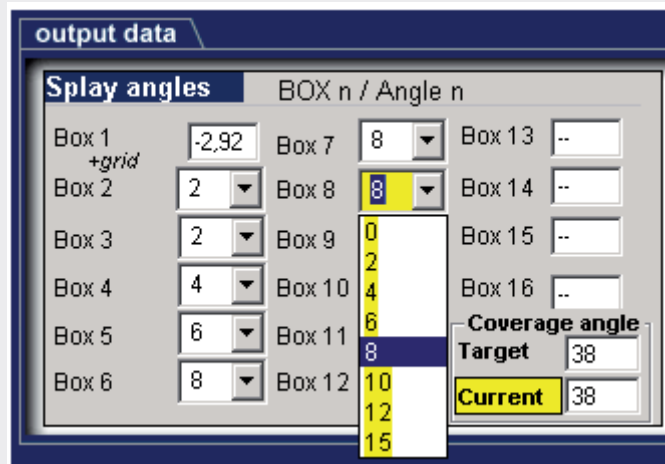 output data
Splay angles BOX n / Angle n
Box 1 -2,92
+grid
Box 2 2
Box 3 2
Box 4 4
Box 5 6
Box 6 8
Box 7 8
Box 8 8
Box 9
Box 10
Box 11
Box 12
0
2
4
6
8
10
12
15
Box 13 --
Box 14 --
Box 15 --
Box 16 --
Coverage angle
Target 38
Current 38